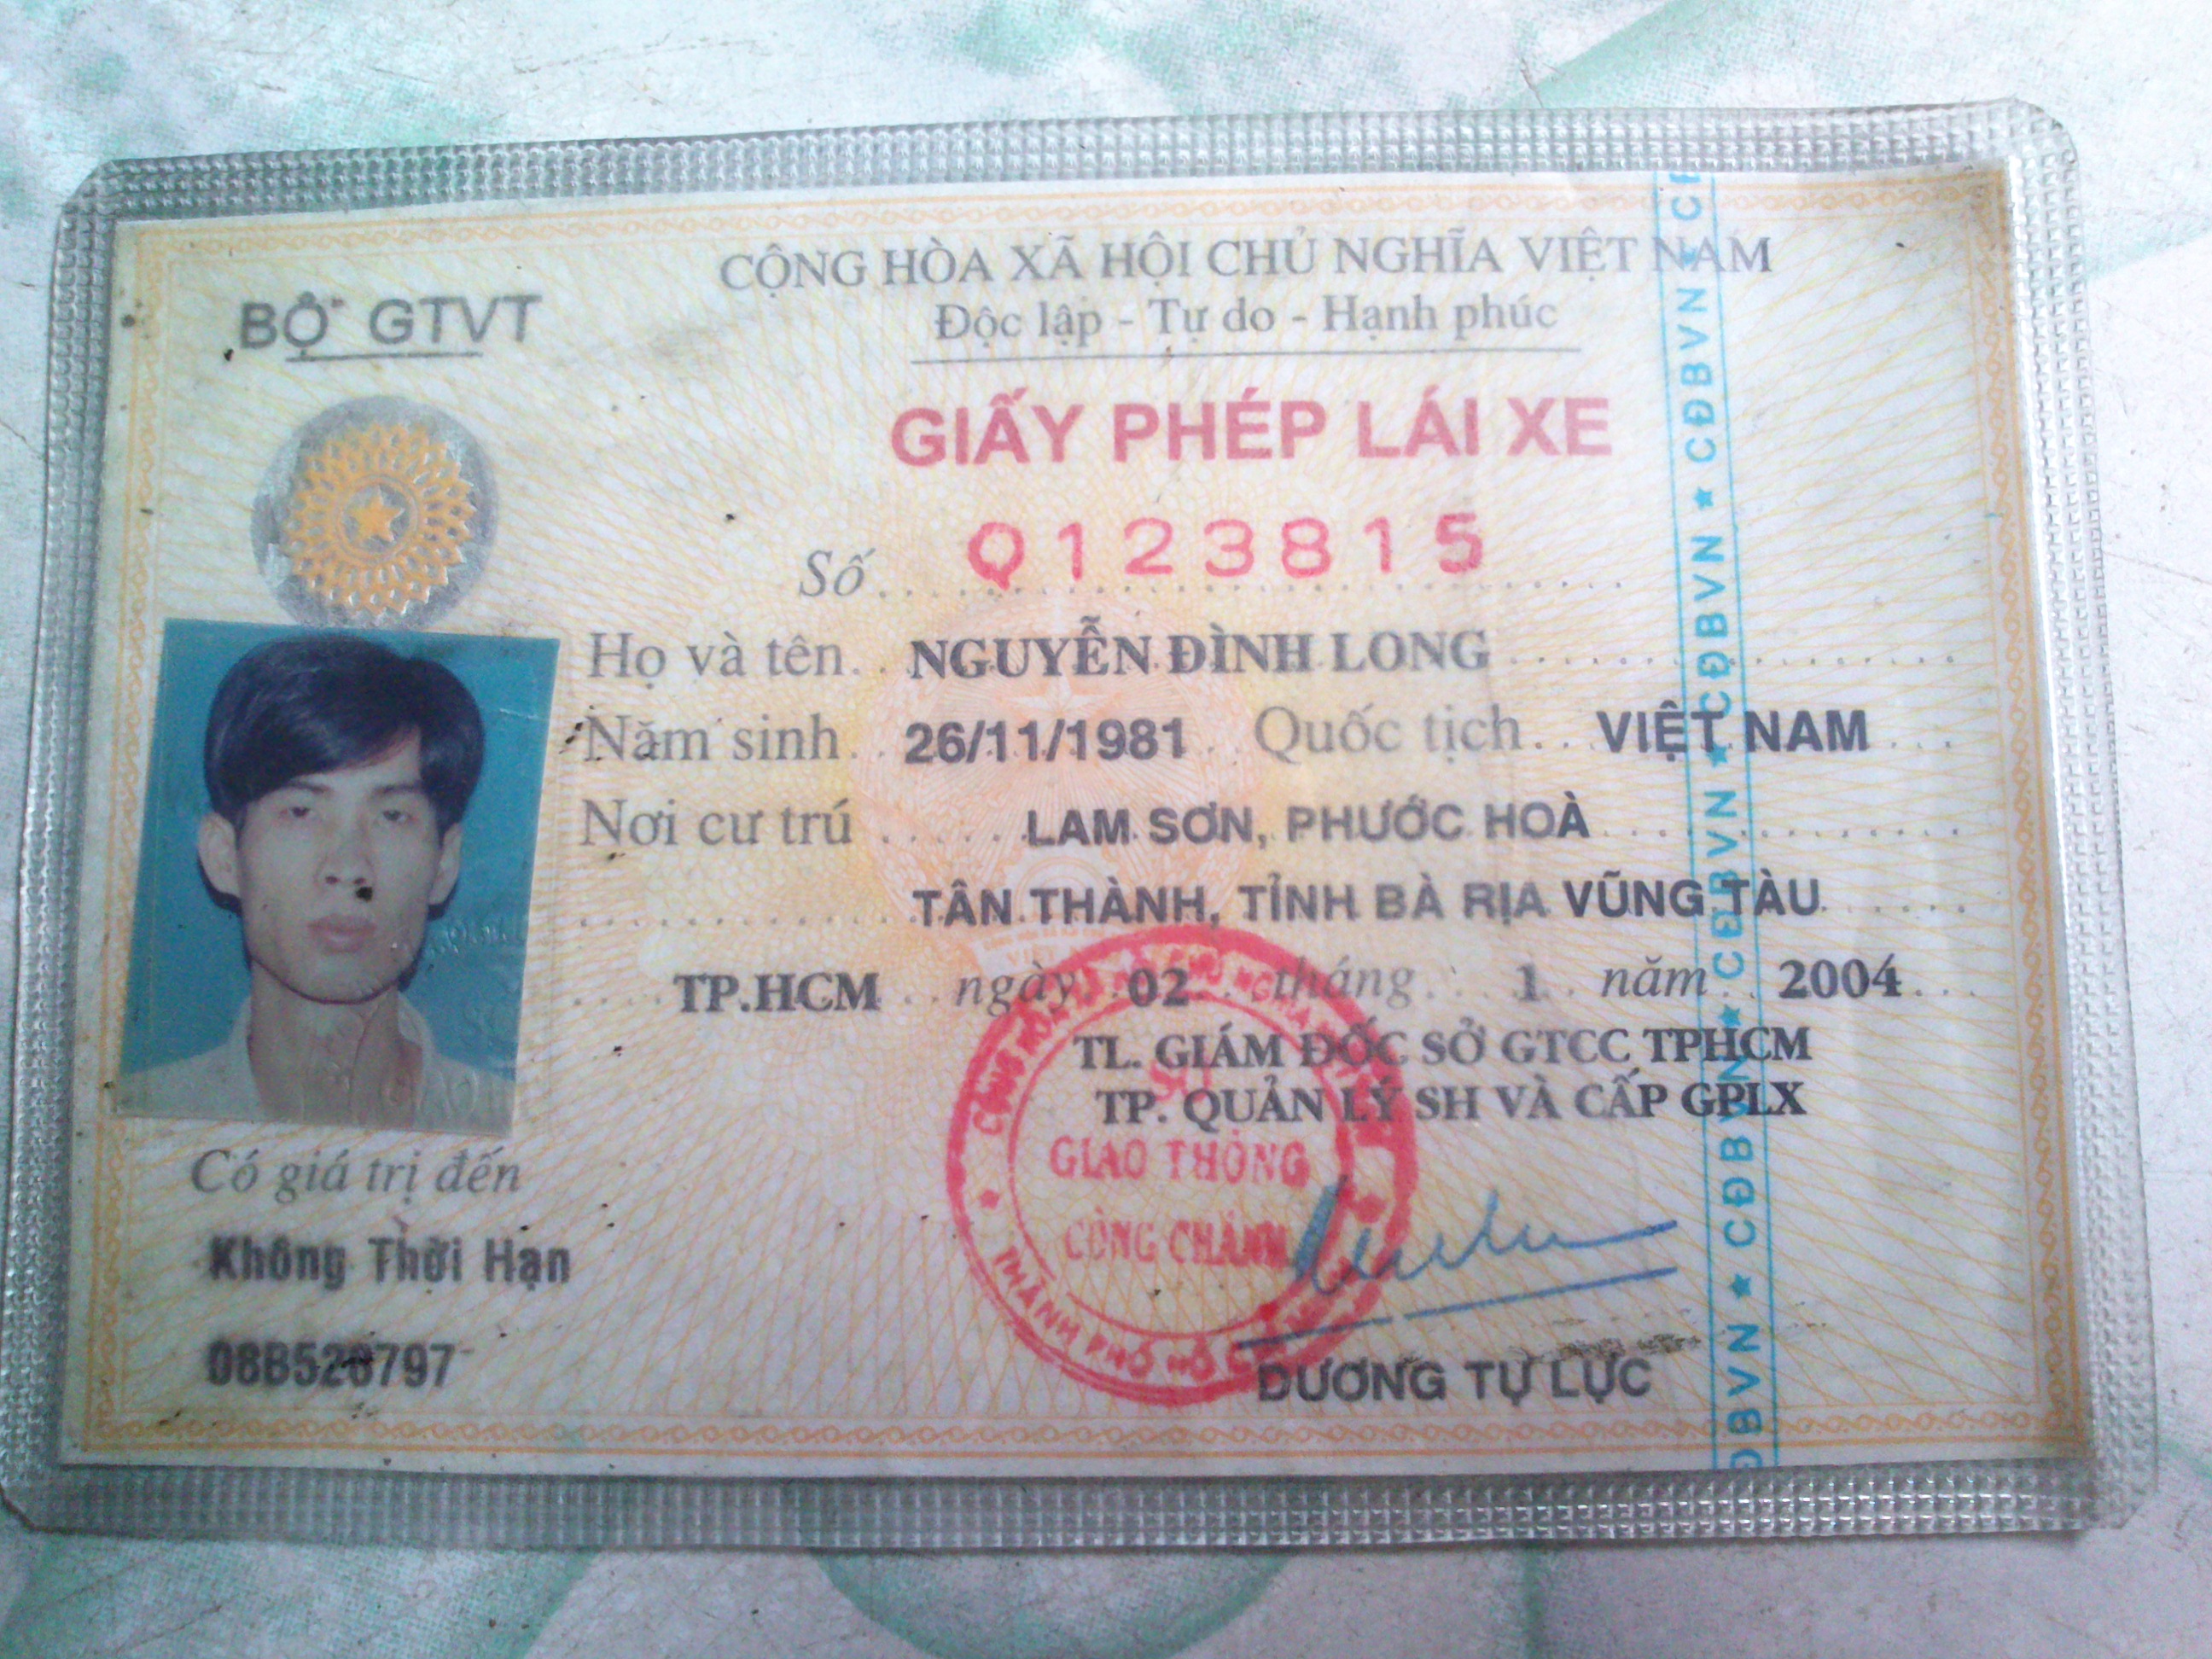 BỘ GTVT
CỘNG HÒA XÃ HỘI CHỦ NGHĨA VIỆT NAM
Độc lập - Tự do - Hạnh phúc
GIẤY PHÉP LÁI XE
Số Q123815
Họ và tên NGUYỄN ĐÌNH LONG
Năm sinh 26/11/1981 Quốc tịch VIỆT NAM
Nơi cư trú LAM SƠN, PHƯỚC HOÀ
TÂN THÀNH, TỈNH BÀ RỊA VŨNG TÀU
TP.HCM ngày 02 tháng 1 năm 2004
TL. GIÁM ĐỐC SỞ GTCC TPHCM
TP. QUẢN LÝ SH VÀ CẤP GPLX
GIAO THÔNG
CÔNG CHÁNH
THÀNH PHỐ HỒ C
DƯƠNG TỰ LỰC
Có giá trị đến
Không Thời Hạn
CĐBVN ★ CĐBVN ★ CĐBVN ★ CĐBVN